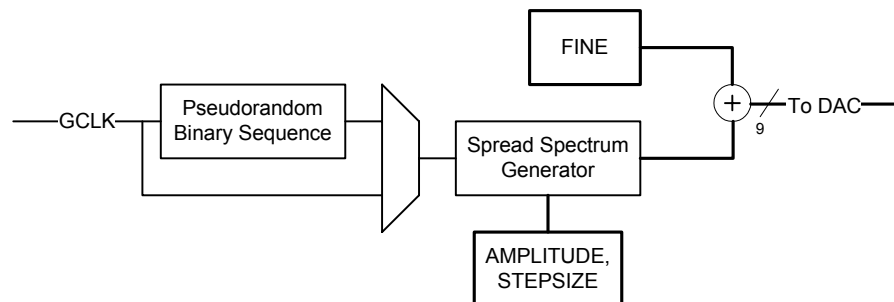 FINE
GCLK
Pseudorandom
Binary Sequence
+
9
To DAC
Spread Spectrum
Generator
AMPLITUDE,
STEPSIZE